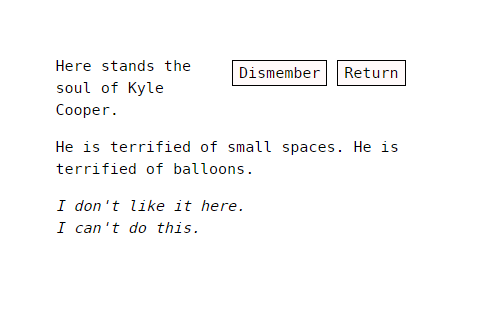 Here stands the
soul of Kyle
Cooper.
Dismember
Return
He is terrified of small spaces. He is
terrified of balloons.
I don't like it here.
I can't do this.